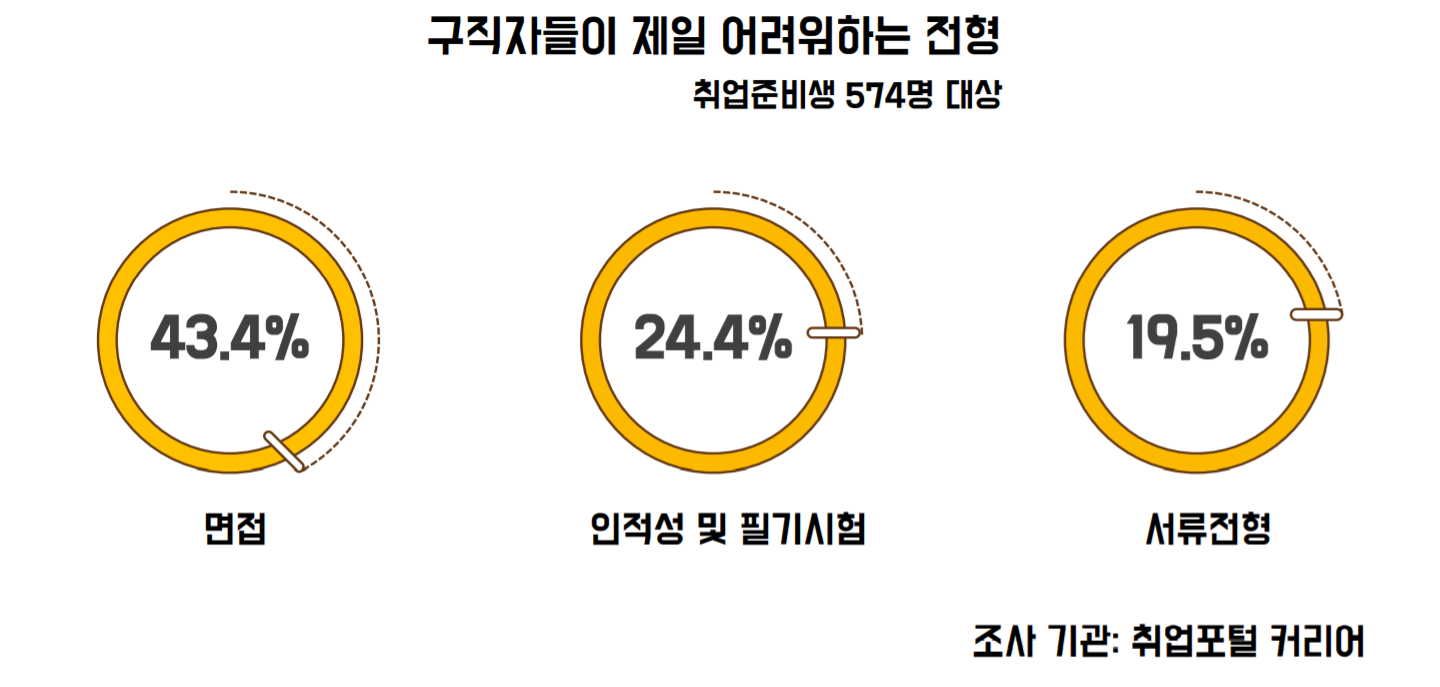 구직자들이 제일 어려워하는 전형
취업준비생 574명 대상
43.4%
24.4%
19.5%
면접
인적성 및 필기시험
서류전형
조사 기관: 취업포털 커리어